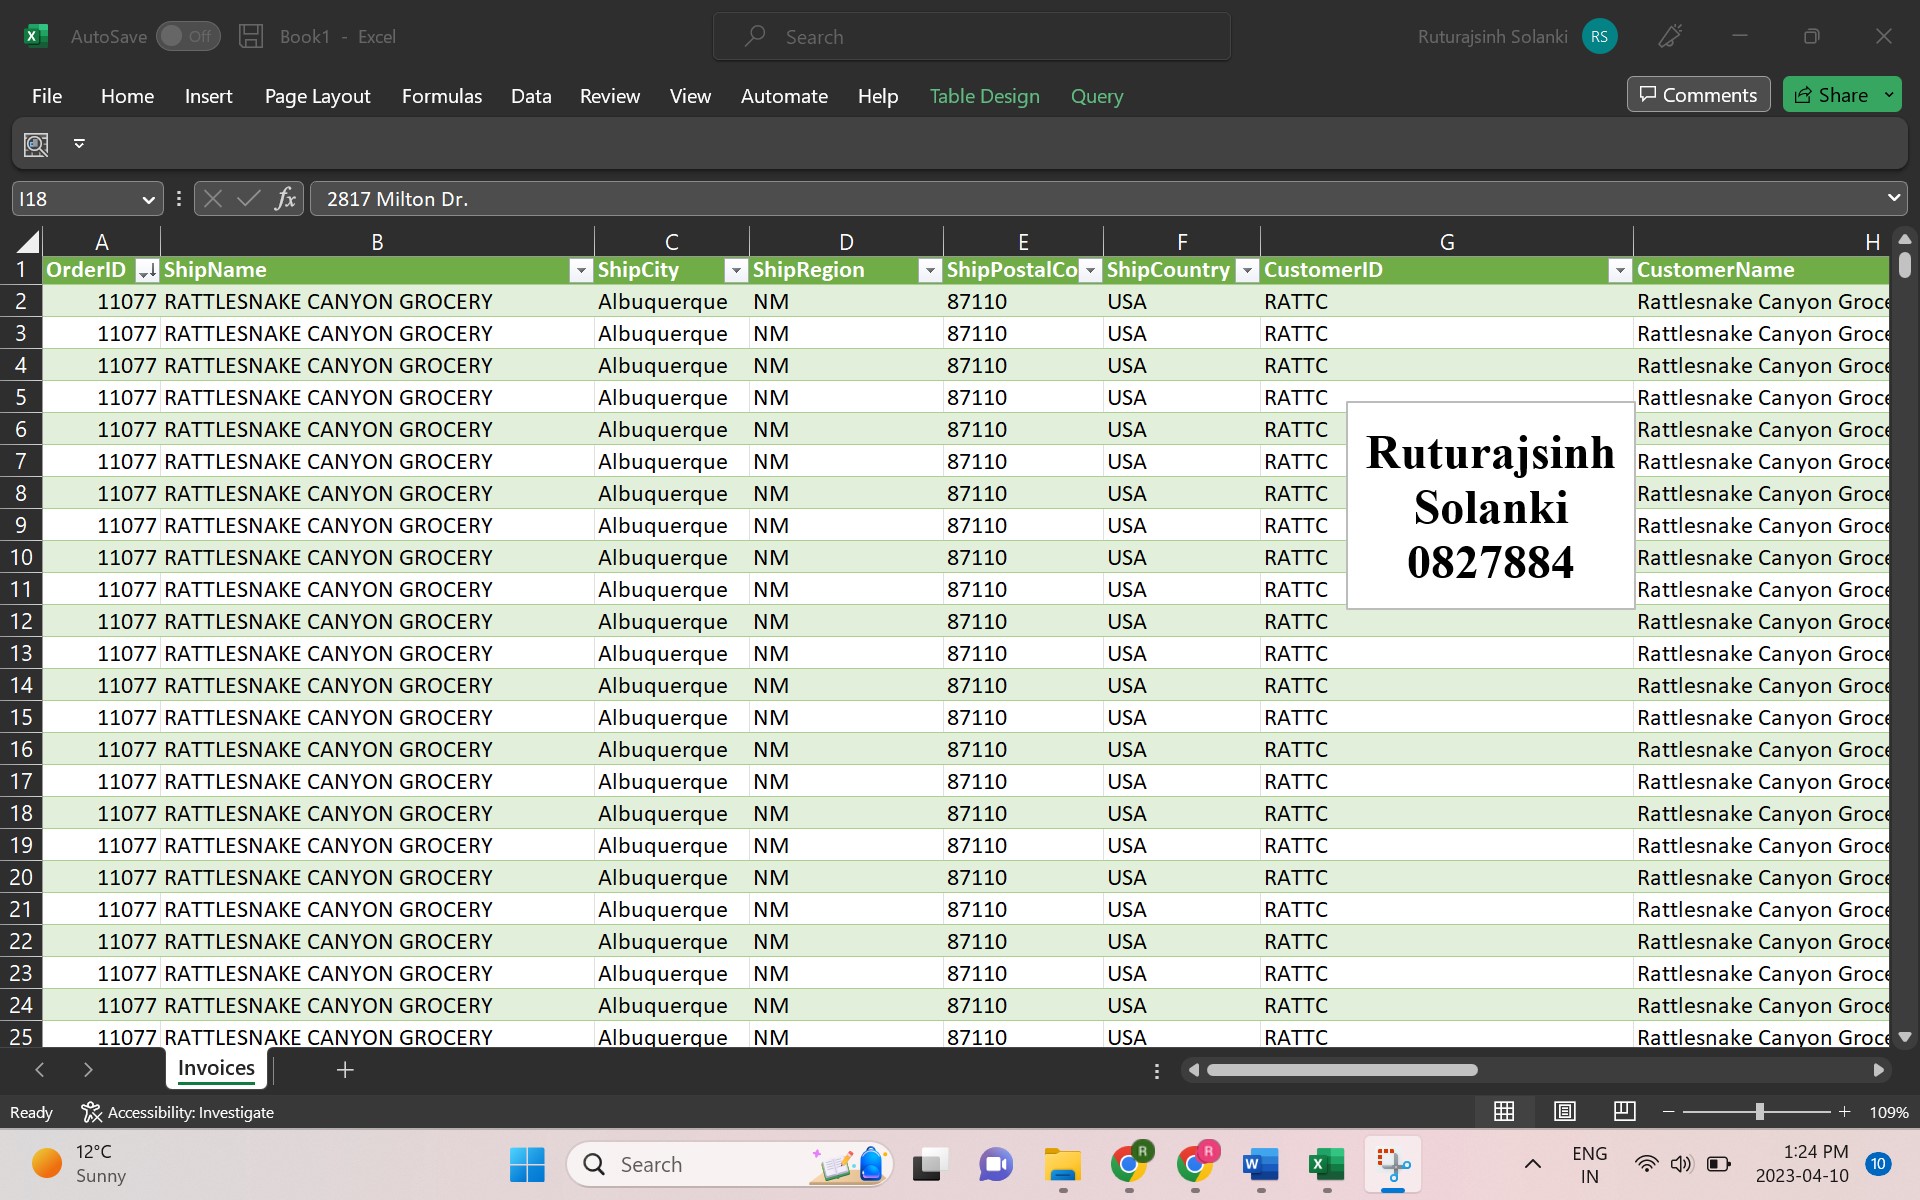 AutoSave Off Book1 - Excel Search Ruturajsinh Solanki RS
File Home Insert Page Layout Formulas Data Review View Automate Help Table Design Query Comments Share
I18 fx 2817 Milton Dr.
A B C D E F G H
1 OrderID ShipName ShipCity ShipRegion ShipPostalCo ShipCountry CustomerID CustomerName
2 11077 RATTLESNAKE CANYON GROCERY Albuquerque NM 87110 USA RATTC Rattlesnake Canyon Groce
3 11077 RATTLESNAKE CANYON GROCERY Albuquerque NM 87110 USA RATTC Rattlesnake Canyon Groce
4 11077 RATTLESNAKE CANYON GROCERY Albuquerque NM 87110 USA RATTC Rattlesnake Canyon Groce
5 11077 RATTLESNAKE CANYON GROCERY Albuquerque NM 87110 USA RATTC Rattlesnake Canyon Groce
6 11077 RATTLESNAKE CANYON GROCERY Albuquerque NM 87110 USA RATTC Rattlesnake Canyon Groce
7 11077 RATTLESNAKE CANYON GROCERY Albuquerque NM 87110 USA RATTC Rattlesnake Canyon Groce
8 11077 RATTLESNAKE CANYON GROCERY Albuquerque NM 87110 USA RATTC Rattlesnake Canyon Groce
9 11077 RATTLESNAKE CANYON GROCERY Albuquerque NM 87110 USA RATTC Rattlesnake Canyon Groce
10 11077 RATTLESNAKE CANYON GROCERY Albuquerque NM 87110 USA RATTC Rattlesnake Canyon Groce
11 11077 RATTLESNAKE CANYON GROCERY Albuquerque NM 87110 USA RATTC Rattlesnake Canyon Groce
Ruturajsinh
Solanki
0827884
12 11077 RATTLESNAKE CANYON GROCERY Albuquerque NM 87110 USA RATTC Rattlesnake Canyon Groce
13 11077 RATTLESNAKE CANYON GROCERY Albuquerque NM 87110 USA RATTC Rattlesnake Canyon Groce
14 11077 RATTLESNAKE CANYON GROCERY Albuquerque NM 87110 USA RATTC Rattlesnake Canyon Groce
15 11077 RATTLESNAKE CANYON GROCERY Albuquerque NM 87110 USA RATTC Rattlesnake Canyon Groce
16 11077 RATTLESNAKE CANYON GROCERY Albuquerque NM 87110 USA RATTC Rattlesnake Canyon Groce
17 11077 RATTLESNAKE CANYON GROCERY Albuquerque NM 87110 USA RATTC Rattlesnake Canyon Groce
18 11077 RATTLESNAKE CANYON GROCERY Albuquerque NM 87110 USA RATTC Rattlesnake Canyon Groce
19 11077 RATTLESNAKE CANYON GROCERY Albuquerque NM 87110 USA RATTC Rattlesnake Canyon Groce
20 11077 RATTLESNAKE CANYON GROCERY Albuquerque NM 87110 USA RATTC Rattlesnake Canyon Groce
21 11077 RATTLESNAKE CANYON GROCERY Albuquerque NM 87110 USA RATTC Rattlesnake Canyon Groce
22 11077 RATTLESNAKE CANYON GROCERY Albuquerque NM 87110 USA RATTC Rattlesnake Canyon Groce
23 11077 RATTLESNAKE CANYON GROCERY Albuquerque NM 87110 USA RATTC Rattlesnake Canyon Groce
24 11077 RATTLESNAKE CANYON GROCERY Albuquerque NM 87110 USA RATTC Rattlesnake Canyon Groce
25 11077 RATTLESNAKE CANYON GROCERY Albuquerque NM 87110 USA RATTC Rattlesnake Canyon Groce
Invoices
Ready Accessibility: Investigate 109%
12°C
Sunny
Search
R R W X
ENG
IN
1:24 PM
2023-04-10
10